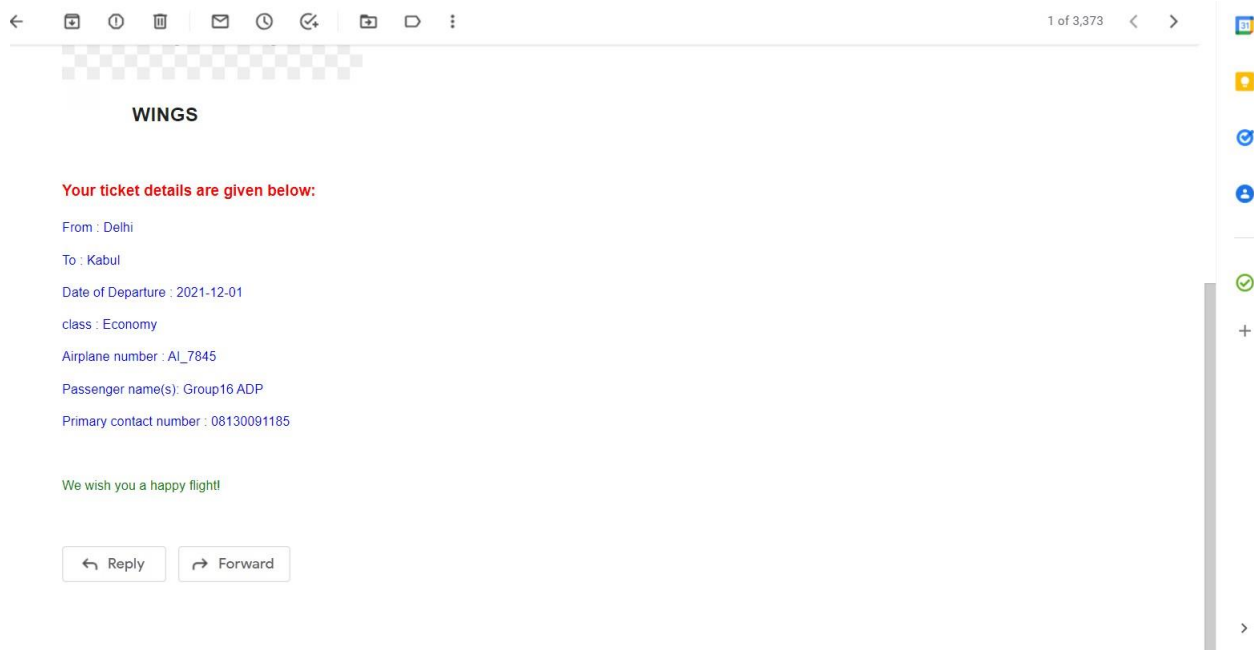 1 of 3,373
31
WINGS
Your ticket details are given below:
From : Delhi
To : Kabul
Date of Departure : 2021-12-01
class : Economy
Airplane number : AI_7845
Passenger name(s): Group16 ADP
Primary contact number : 08130091185
We wish you a happy flight!
Reply
Forward